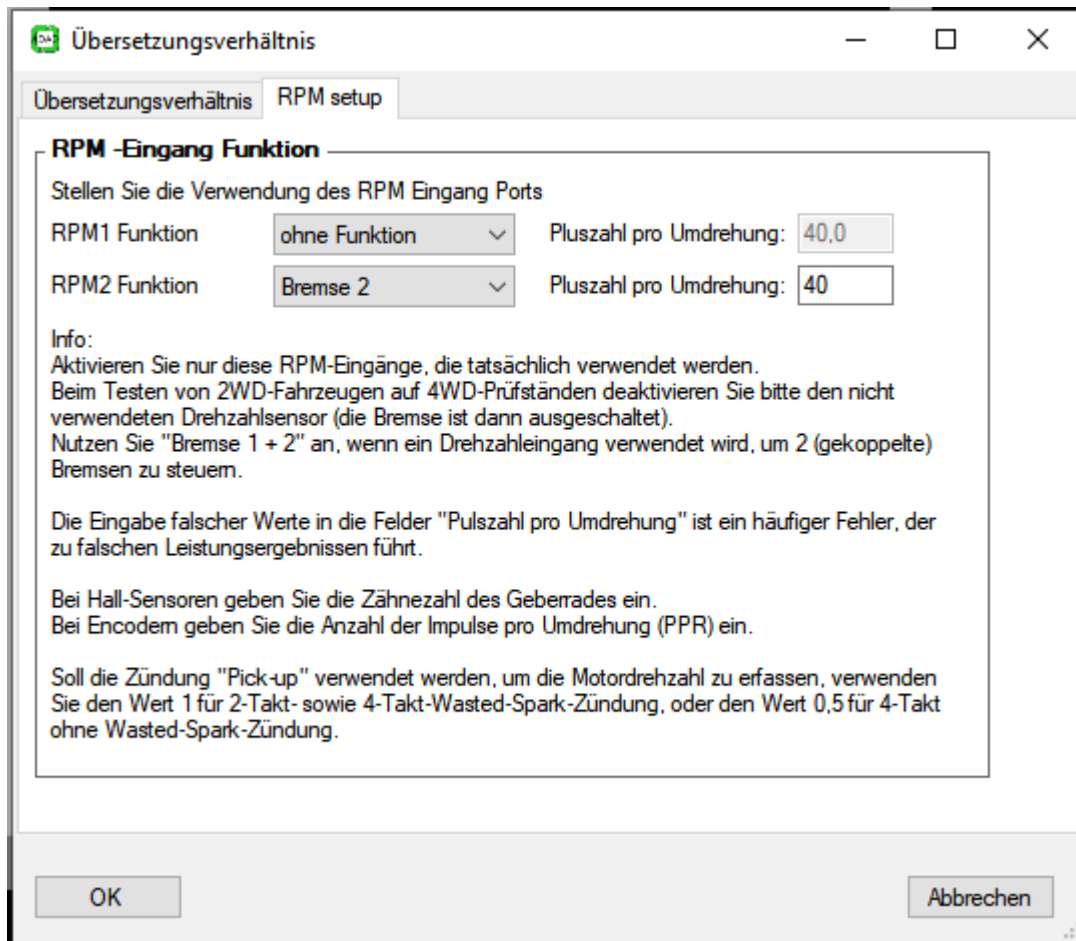 Übersetzungsverhältnis
Übersetzungsverhältnis RPM setup
RPM -Eingang Funktion
Stellen Sie die Verwendung des RPM Eingang Ports
RPM1 Funktion ohne Funktion Pluszahl pro Umdrehung: 40,0
RPM2 Funktion Bremse 2 Pluszahl pro Umdrehung: 40
Info:
Aktivieren Sie nur diese RPM-Eingänge, die tatsächlich verwendet werden.
Beim Testen von 2WD-Fahrzeugen auf 4WD-Prüfständen deaktivieren Sie bitte den nicht
verwendeten Drehzahlsensor (die Bremse ist dann ausgeschaltet).
Nutzen Sie "Bremse 1 + 2" an, wenn ein Drehzahleingang verwendet wird, um 2 (gekoppelte)
Bremsen zu steuern.
Die Eingabe falscher Werte in die Felder "Pulszahl pro Umdrehung" ist ein häufiger Fehler, der
zu falschen Leistungsergebnissen führt.
Bei Hall-Sensoren geben Sie die Zähnezahl des Geberrades ein.
Bei Encodern geben Sie die Anzahl der Impulse pro Umdrehung (PPR) ein.
Soll die Zündung "Pick-up" verwendet werden, um die Motordrehzahl zu erfassen, verwenden
Sie den Wert 1 für 2-Takt- sowie 4-Takt-Wasted-Spark-Zündung, oder den Wert 0,5 für 4-Takt
ohne Wasted-Spark-Zündung.
OK Abbrechen